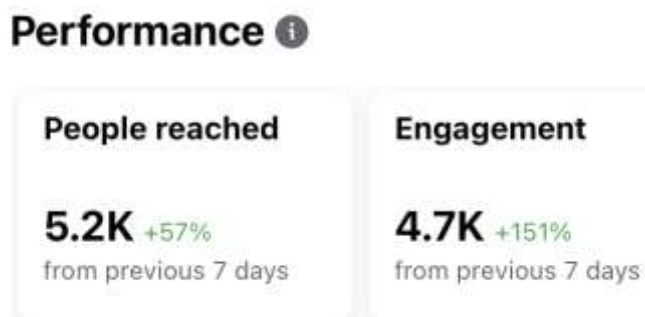 Performance
People reached
5.2K +57%
from previous 7 days
Engagement
4.7K +151%
from previous 7 days